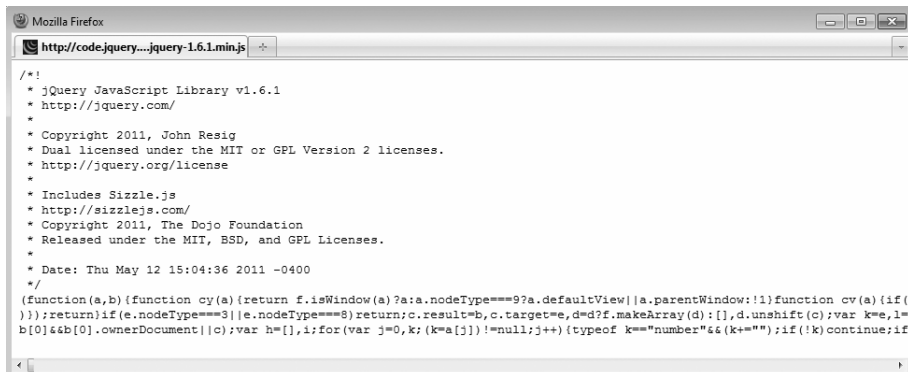 Mozilla Firefox
http://code.jquery....jquery-1.6.1.min.js
/*!
 * jQuery JavaScript Library v1.6.1
 * http://jquery.com/
 *
 * Copyright 2011, John Resig
 * Dual licensed under the MIT or GPL Version 2 licenses.
 * http://jquery.org/license
 *
 * Includes Sizzle.js
 * http://sizzlejs.com/
 * Copyright 2011, The Dojo Foundation
 * Released under the MIT, BSD, and GPL Licenses.
 *
 * Date: Thu May 12 15:04:36 2011 -0400
 */
(function(a,b){function cy(a){return f.isWindow(a)?a:a.nodeType===9?a.defaultView||a.parentWindow:!1}function cv(a){if(
)});return}if(e.nodeType===3||e.nodeType===8)return;c.result=b,c.target=e,d=d?f.makeArray(d):[],d.unshift(c);var k=e,l=
b[0]&&b[0].ownerDocument||c);var h=[],i;for(var j=0,k;(k=a[j])!=null;j++){typeof k=="number"&&(k+="");if(!k)continue;if